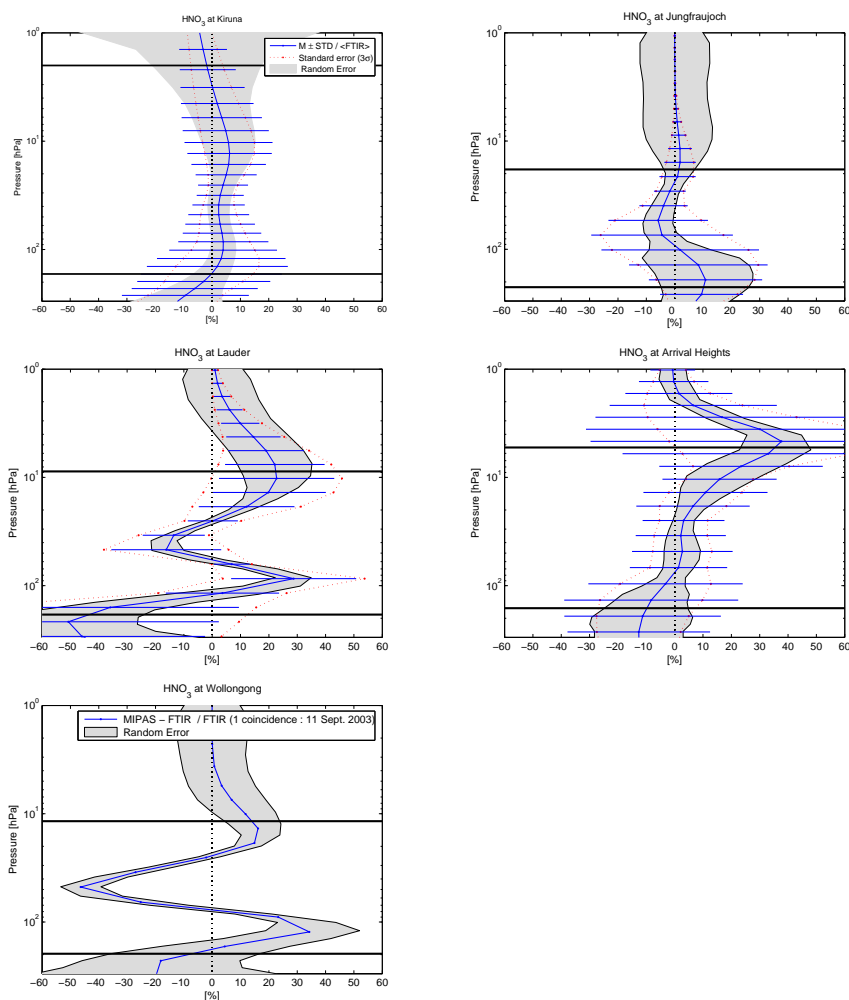 HNO3 at Kiruna
10^0
10^1
10^2
Pressure [hPa]
M ± STD / <FTIR>
Standard error (3σ)
Random Error
−60 −50 −40 −30 −20 −10 0 10 20 30 40 50 60
[%]
HNO3 at Jungfraujoch
10^0
10^1
10^2
Pressure [hPa]
−60 −50 −40 −30 −20 −10 0 10 20 30 40 50 60
[%]
HNO3 at Lauder
10^0
10^1
10^2
Pressure [hPa]
−60 −50 −40 −30 −20 −10 0 10 20 30 40 50 60
[%]
HNO3 at Arrival Heights
10^0
10^1
10^2
Pressure [hPa]
−60 −50 −40 −30 −20 −10 0 10 20 30 40 50 60
[%]
HNO3 at Wollongong
10^0
10^1
10^2
Pressure [hPa]
MIPAS − FTIR / FTIR (1 coincidence : 11 Sept. 2003)
Random Error
−60 −50 −40 −30 −20 −10 0 10 20 30 40 50 60
[%]